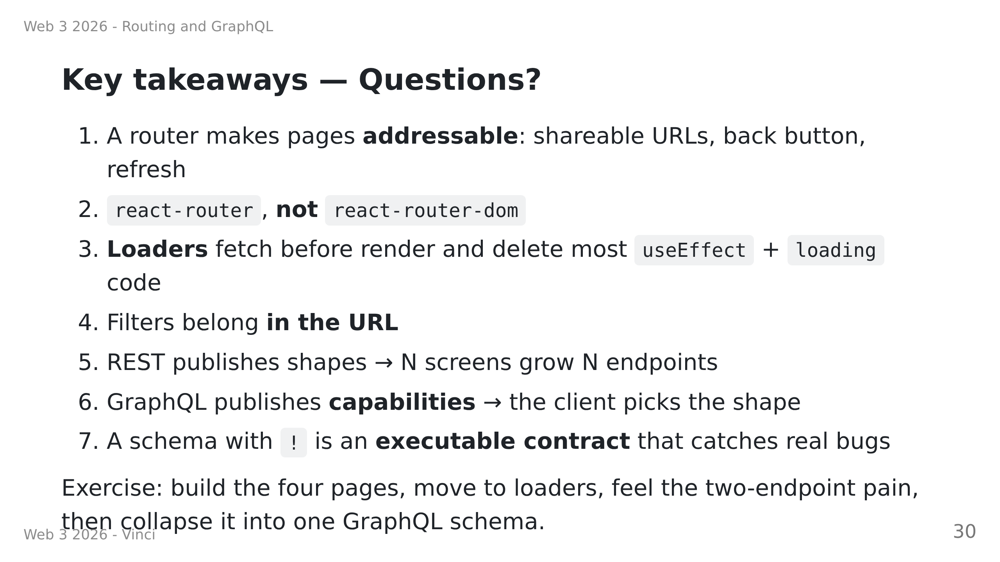 Web 3 2026 - Routing and GraphQL
Key takeaways — Questions?
1. A router makes pages addressable: shareable URLs, back button,
refresh
2. react-router, not react-router-dom
3. Loaders fetch before render and delete most useEffect + loading
code
4. Filters belong in the URL
5. REST publishes shapes → N screens grow N endpoints
6. GraphQL publishes capabilities → the client picks the shape
7. A schema with ! is an executable contract that catches real bugs
Exercise: build the four pages, move to loaders, feel the two-endpoint pain,
then collapse it into one GraphQL schema.
Web 3 2026 - Vinci
30